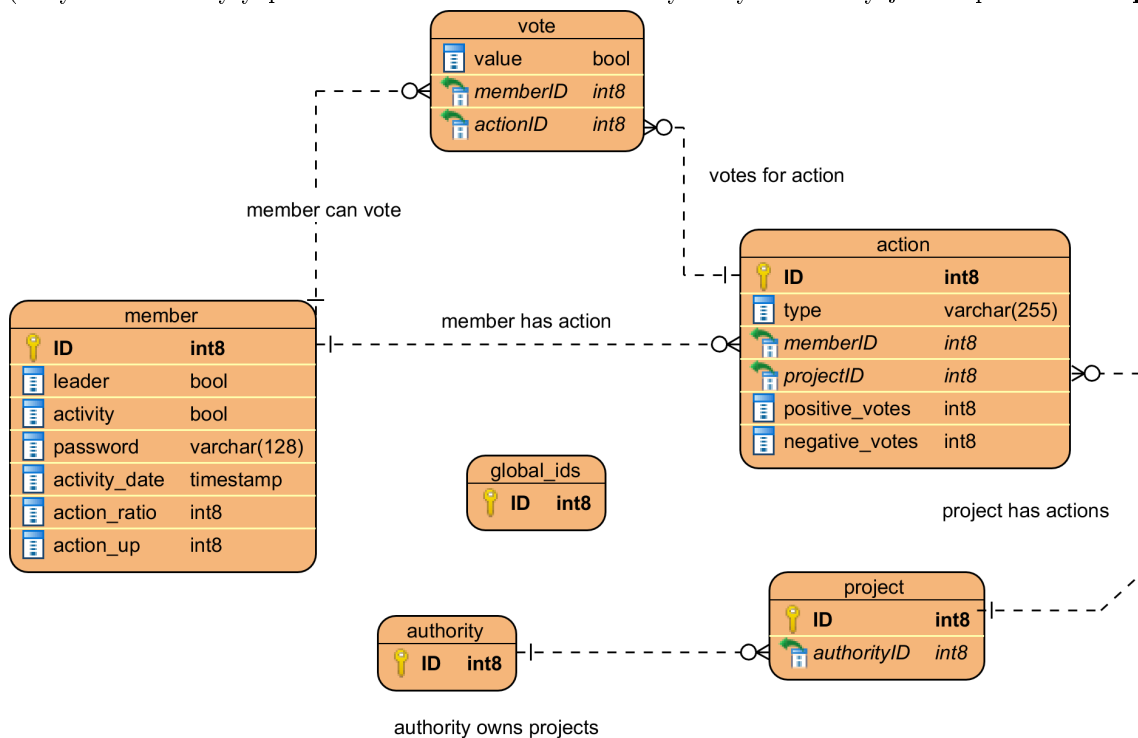 vote
value bool
memberID int8
actionID int8
votes for action
member can vote
action
ID int8
type varchar(255)
memberID int8
projectID int8
positive_votes int8
negative_votes int8
member
ID int8
leader bool
activity bool
password varchar(128)
activity_date timestamp
action_ratio int8
action_up int8
member has action
global_ids
ID int8
project has actions
project
ID int8
authorityID int8
authority
ID int8
authority owns projects